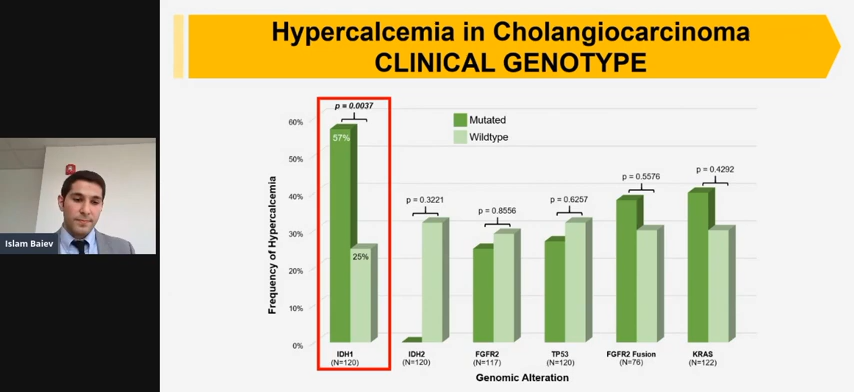 Hypercalcemia in Cholangiocarcinoma
CLINICAL GENOTYPE
Islam Baiev
Frequency of Hypercalcemia
60%
50%
40%
30%
20%
10%
0%
Mutated
Wildtype
p = 0.0037
57%
25%
p = 0.3221
p = 0.8556
p = 0.6257
p = 0.5576
p = 0.4292
IDH1
(N=120)
IDH2
(N=120)
FGFR2
(N=117)
TP53
(N=120)
FGFR2 Fusion
(N=76)
KRAS
(N=122)
Genomic Alteration